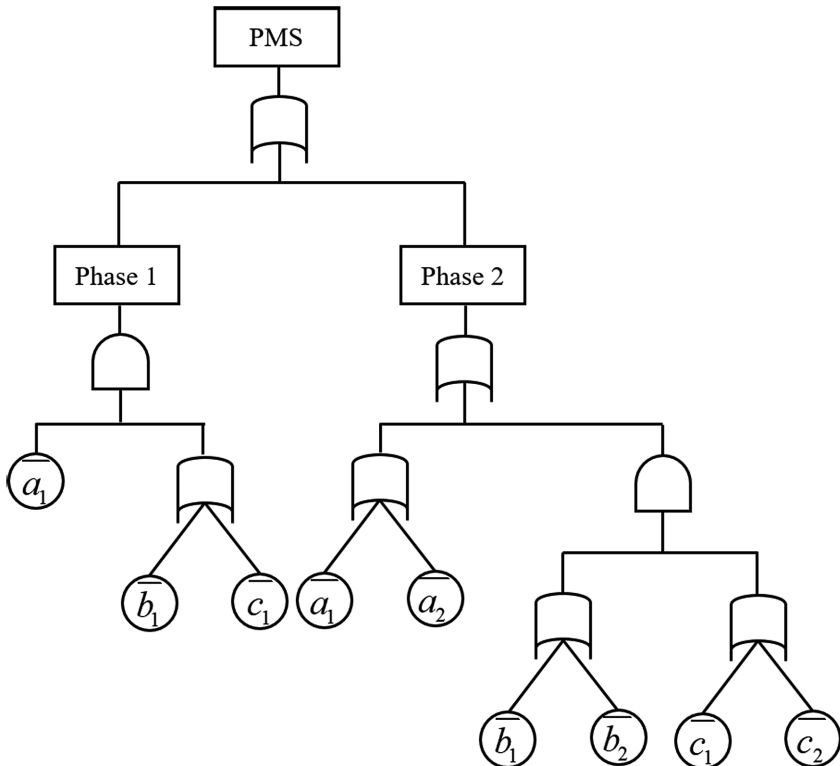 PMS
Phase 1
Phase 2
a̅₁
b̅₁
c̅₁
a̅₁
a̅₂
b̅₁
b̅₂
c̅₁
c̅₂